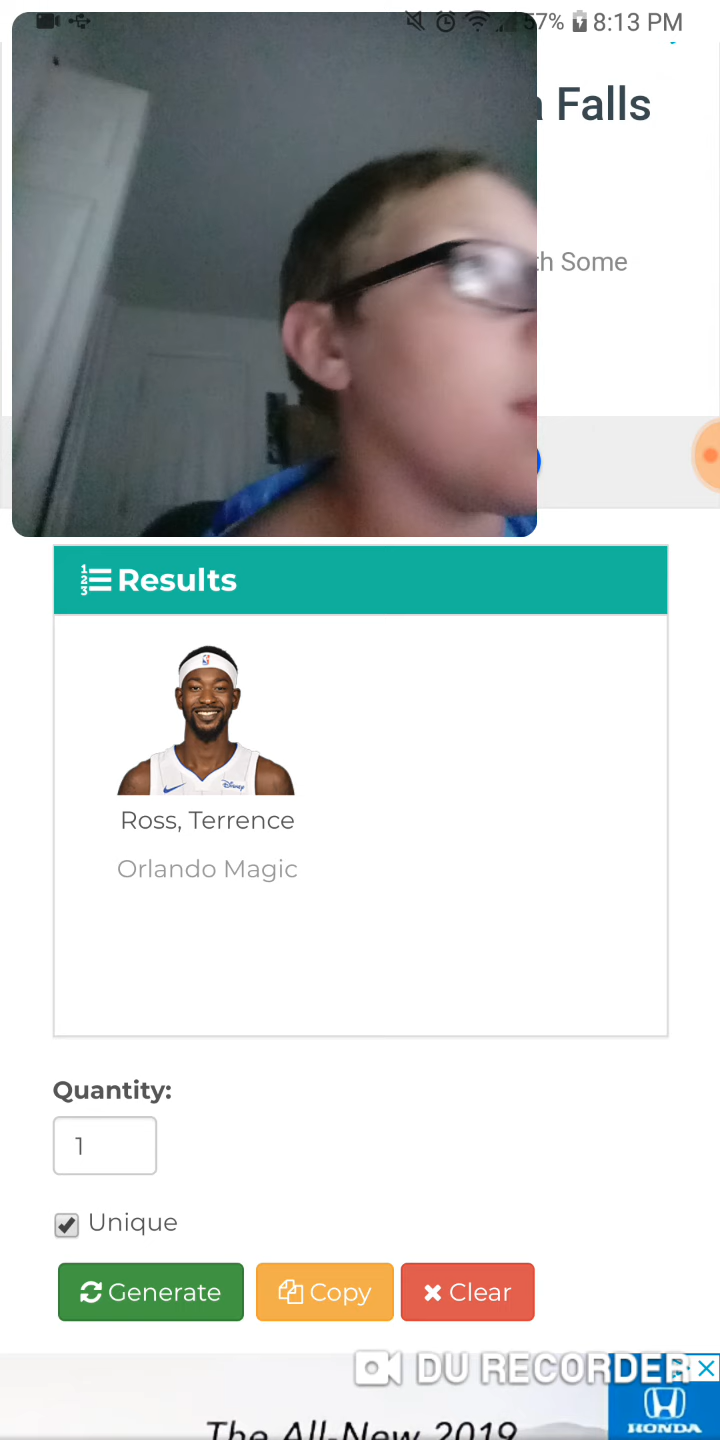 57% 8:13 PM
Falls
th Some
Results
Disney
Ross, Terrence
Orlando Magic
Quantity:
1
Unique
Generate
Copy
Clear
DU RECORDER
The All-New 2019
HONDA